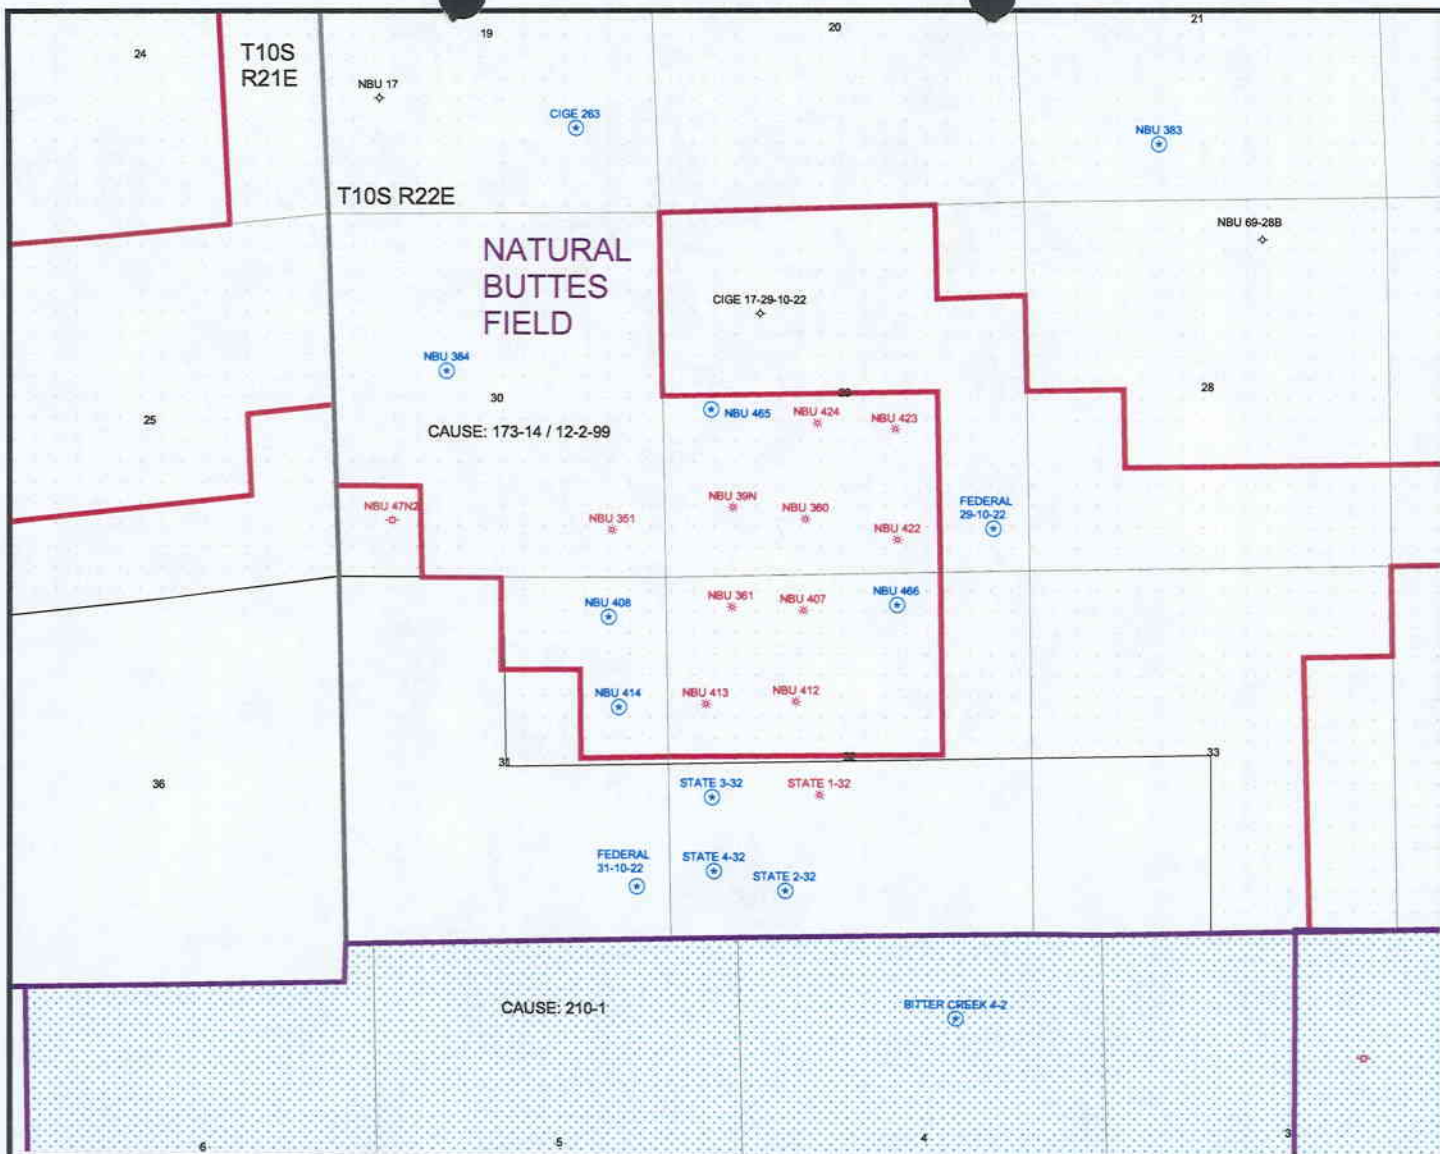 19
20
21
24
T10S
R21E
NBU 17
CIGE 263
NBU 383
T10S R22E
NBU 69-28B
NATURAL
BUTTES
FIELD
CIGE 17-29-10-22
NBU 384
30
29
28
25
NBU 465
NBU 424
NBU 423
CAUSE: 173-14 / 12-2-99
NBU 47N2
NBU 351
NBU 39N
NBU 360
NBU 422
FEDERAL
29-10-22
NBU 408
NBU 361
NBU 407
NBU 466
NBU 414
NBU 413
NBU 412
31
32
33
36
STATE 3-32
STATE 1-32
FEDERAL
31-10-22
STATE 4-32
STATE 2-32
CAUSE: 210-1
BITTER CREEK 4-2
6
5
4
3